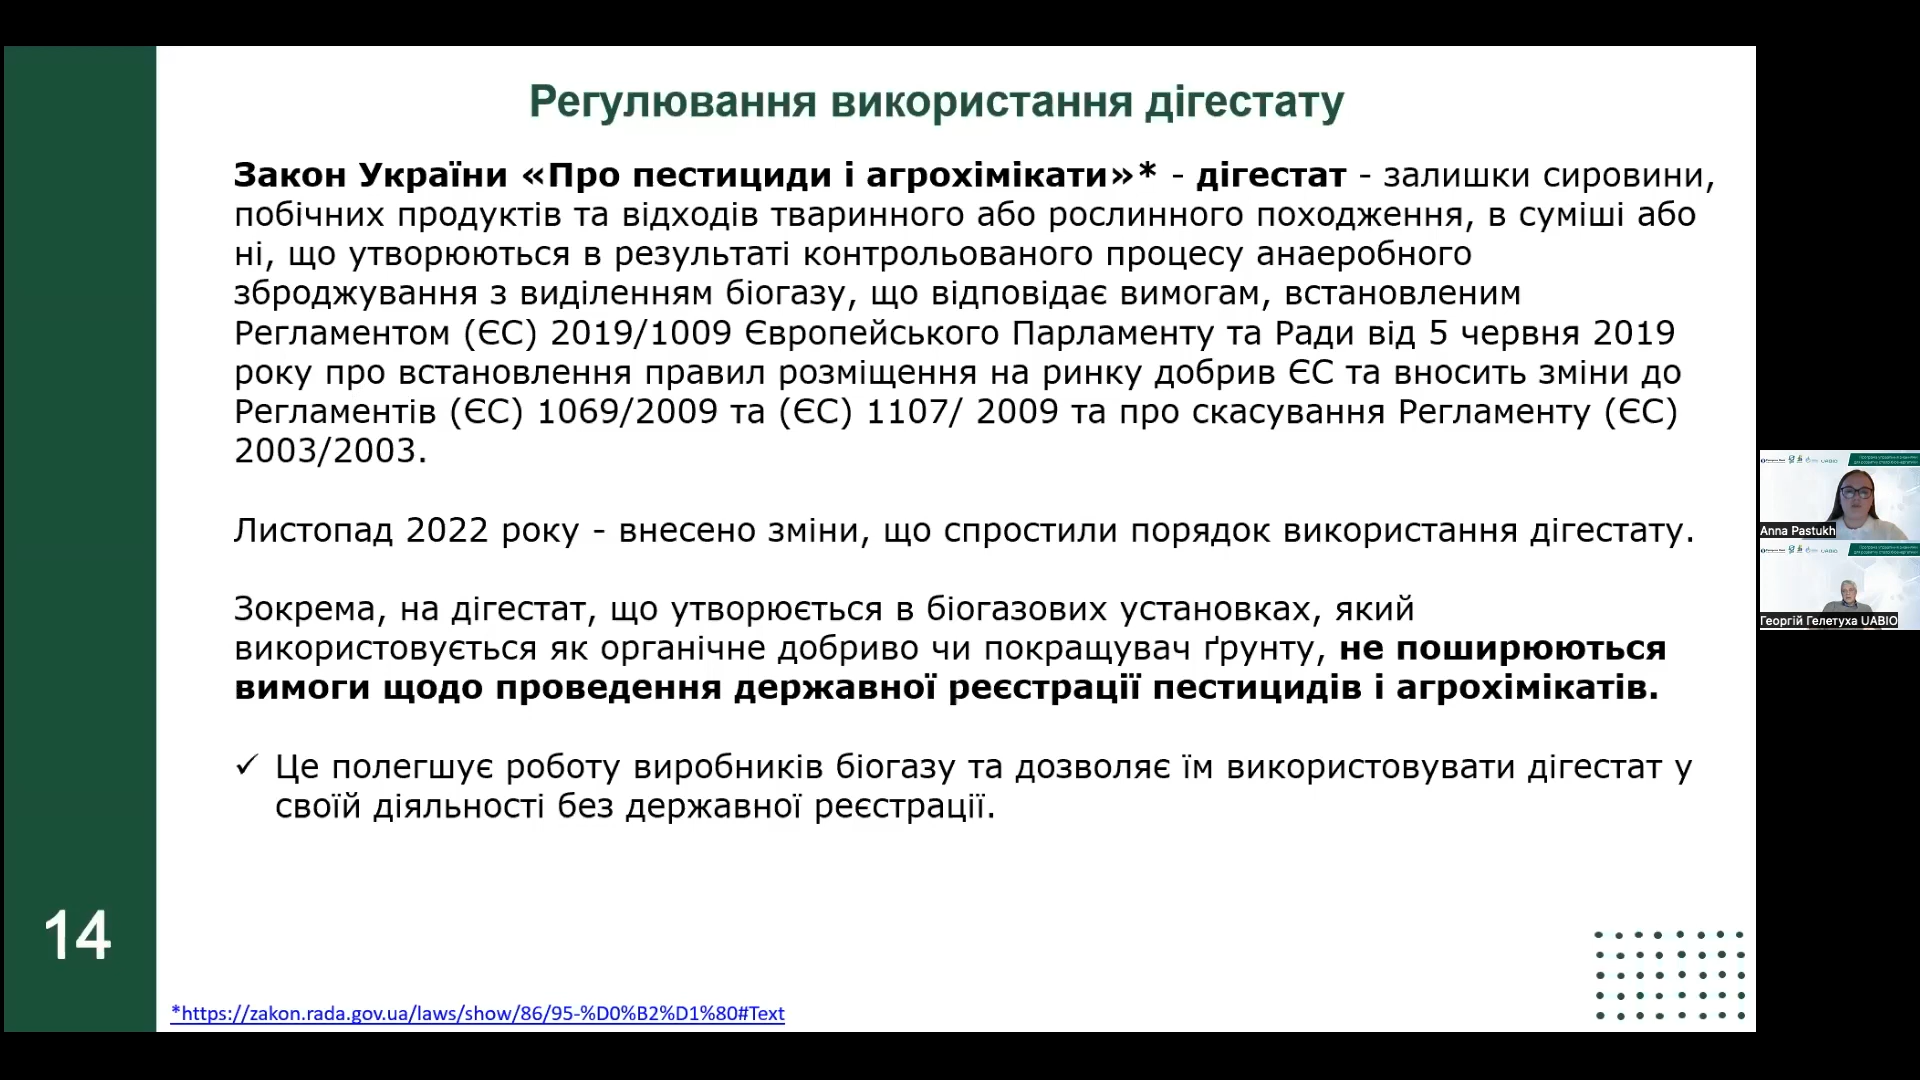 Регулювання використання дігестату
Закон України «Про пестициди і агрохімікати»* - дігестат - залишки сировини,
побічних продуктів та відходів тваринного або рослинного походження, в суміші або
ні, що утворюються в результаті контрольованого процесу анаеробного
зброджування з виділенням біогазу, що відповідає вимогам, встановленим
Регламентом (ЄС) 2019/1009 Європейського Парламенту та Ради від 5 червня 2019
року про встановлення правил розміщення на ринку добрив ЄС та вносить зміни до
Регламентів (ЄС) 1069/2009 та (ЄС) 1107/ 2009 та про скасування Регламенту (ЄС)
2003/2003.
Листопад 2022 року - внесено зміни, що спростили порядок використання дігестату.
Зокрема, на дігестат, що утворюється в біогазових установках, який
використовується як органічне добриво чи покращувач ґрунту, не поширюються
вимоги щодо проведення державної реєстрації пестицидів і агрохімікатів.
✓ Це полегшує роботу виробників біогазу та дозволяє їм використовувати дігестат у
своїй діяльності без державної реєстрації.
14
*https://zakon.rada.gov.ua/laws/show/86/95-%D0%B2%D1%80#Text
Anna Pastukh
Георгій Гелетуха UABIO